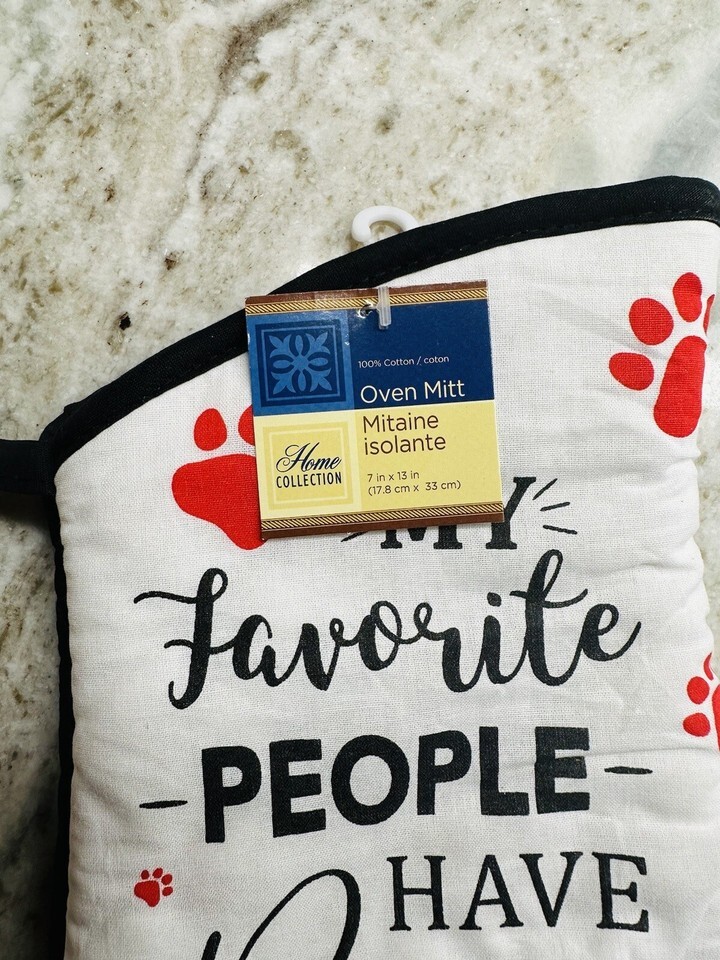 100% Cotton / coton
Oven Mitt
Mitaine
isolante
Home
COLLECTION
7 in x 13 in
(17.8 cm x 33 cm)
MY
Favorite
PEOPLE
HAVE